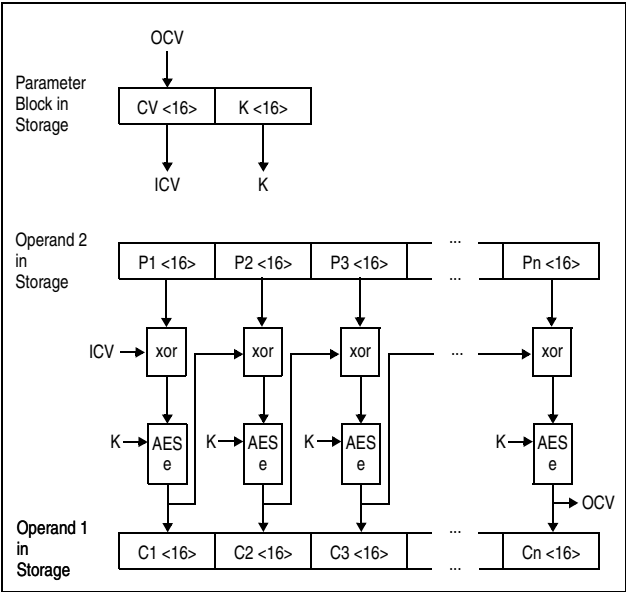 OCV
Parameter
Block in
Storage
CV <16> K <16>
ICV K
Operand 2
in
Storage
...
P1 <16> P2 <16> P3 <16> Pn <16>
...
ICV xor xor xor ... xor
K AES
e
K AES
e
K AES
e
K AES
e
OCV
Operand 1
in
Storage
...
C1 <16> C2 <16> C3 <16> Cn <16>
...